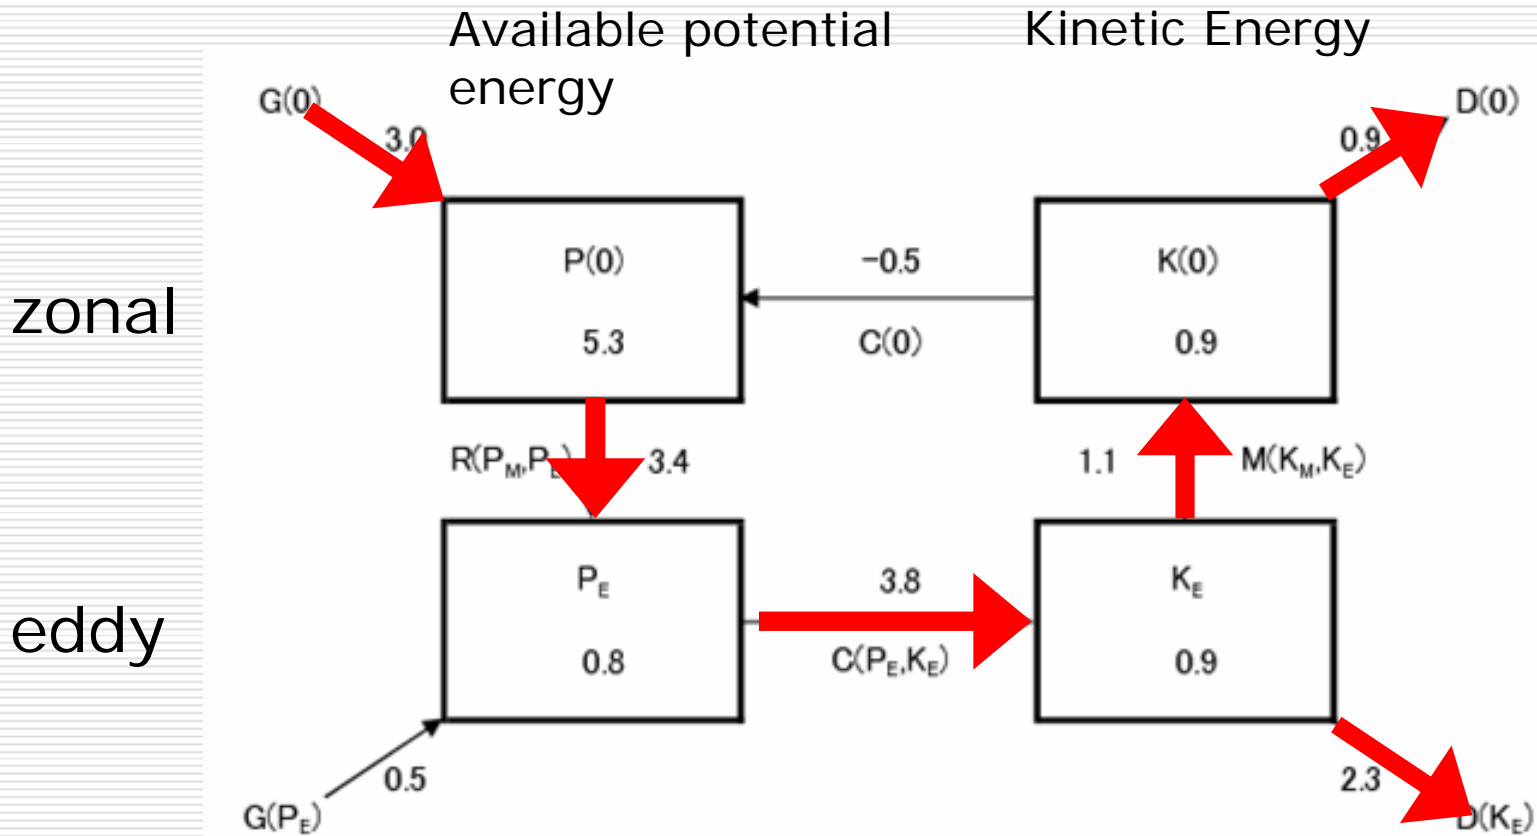 Available potential
energy
Kinetic Energy
G(0)
3.0
D(0)
0.9
zonal
P(0)
5.3
-0.5
C(0)
K(0)
0.9
R(P_M,P_E)
3.4
1.1
M(K_M,K_E)
eddy
P_E
0.8
3.8
C(P_E,K_E)
K_E
0.9
G(P_E)
0.5
2.3
D(K_E)